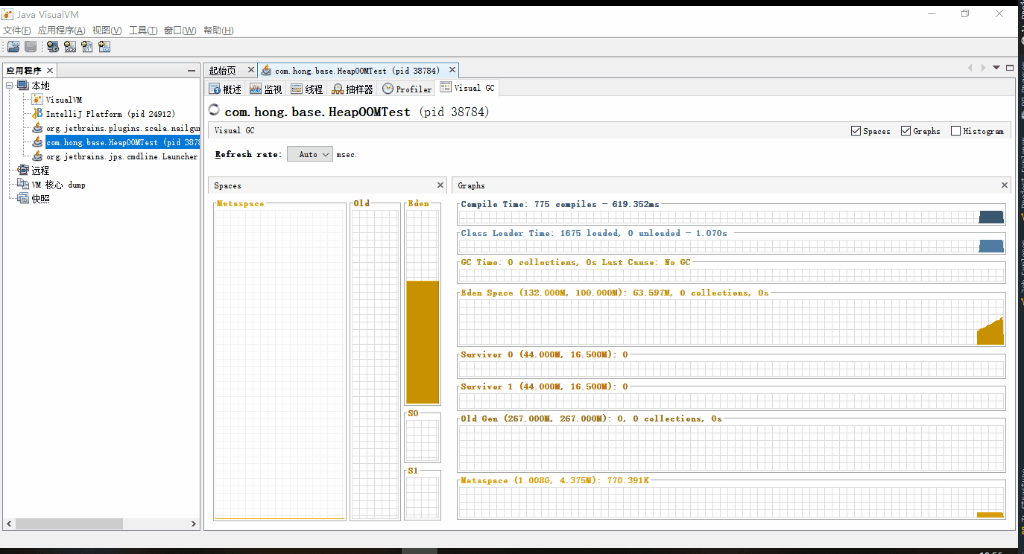 Java VisualVM
文件(F) 应用程序(A) 视图(V) 工具(T) 窗口(W) 帮助(H)
应用程序
本地
VisualVM
IntelliJ Platform (pid 24912)
org.jetbrains.plugins.scala.nailgu
com.hong.base.HeapOOMTest (pid 387
org.jetbrains.jps.cmdline.Launcher
远程
VM 核心 dump
快照
起始页
com.hong.base.HeapOOMTest (pid 38784)
概述 监视 线程 抽样器 Profiler Visual GC
com.hong.base.HeapOOMTest (pid 38784)
Visual GC
Spaces Graphs Histogram
Refresh rate: Auto msec.
Spaces
Metaspace
Old
Eden
S0
S1
Graphs
Compile Time: 775 compiles - 619.352ms
Class Loader Time: 1675 loaded, 0 unloaded - 1.070s
GC Time: 0 collections, 0s Last Cause: No GC
Eden Space (132.000M, 100.000M): 63.597M, 0 collections, 0s
Survivor 0 (44.000M, 16.500M): 0
Survivor 1 (44.000M, 16.500M): 0
Old Gen (267.000M, 267.000M): 0, 0 collections, 0s
Metaspace (1.008G, 4.375M): 770.391K